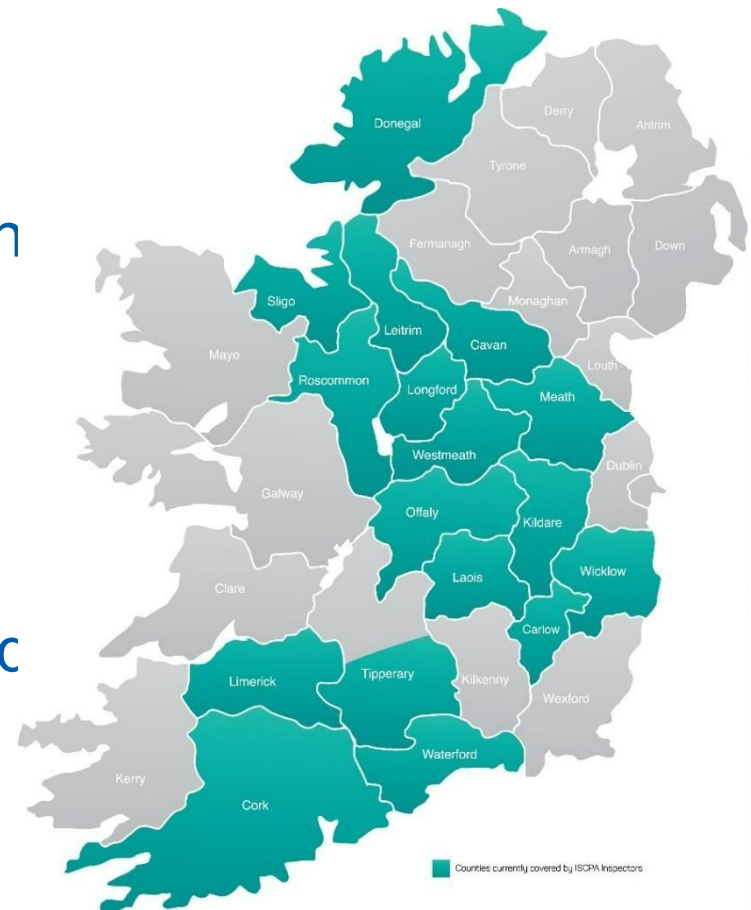 Derry
Antrim
Donegal
Tyrone
n
Fermanagh
Armagh
Down
Monaghan
Sligo
Leitrim
Cavan
Mayo
Louth
Roscommon
Longford
Meath
Westmeath
Dublin
Galway
Offaly
Kildare
Laois
Wicklow
Clare
Carlow
c
Limerick
Tipperary
Kilkenny
Wexford
Waterford
Kerry
Cork
Counties currently covered by ISCPA Inspectors